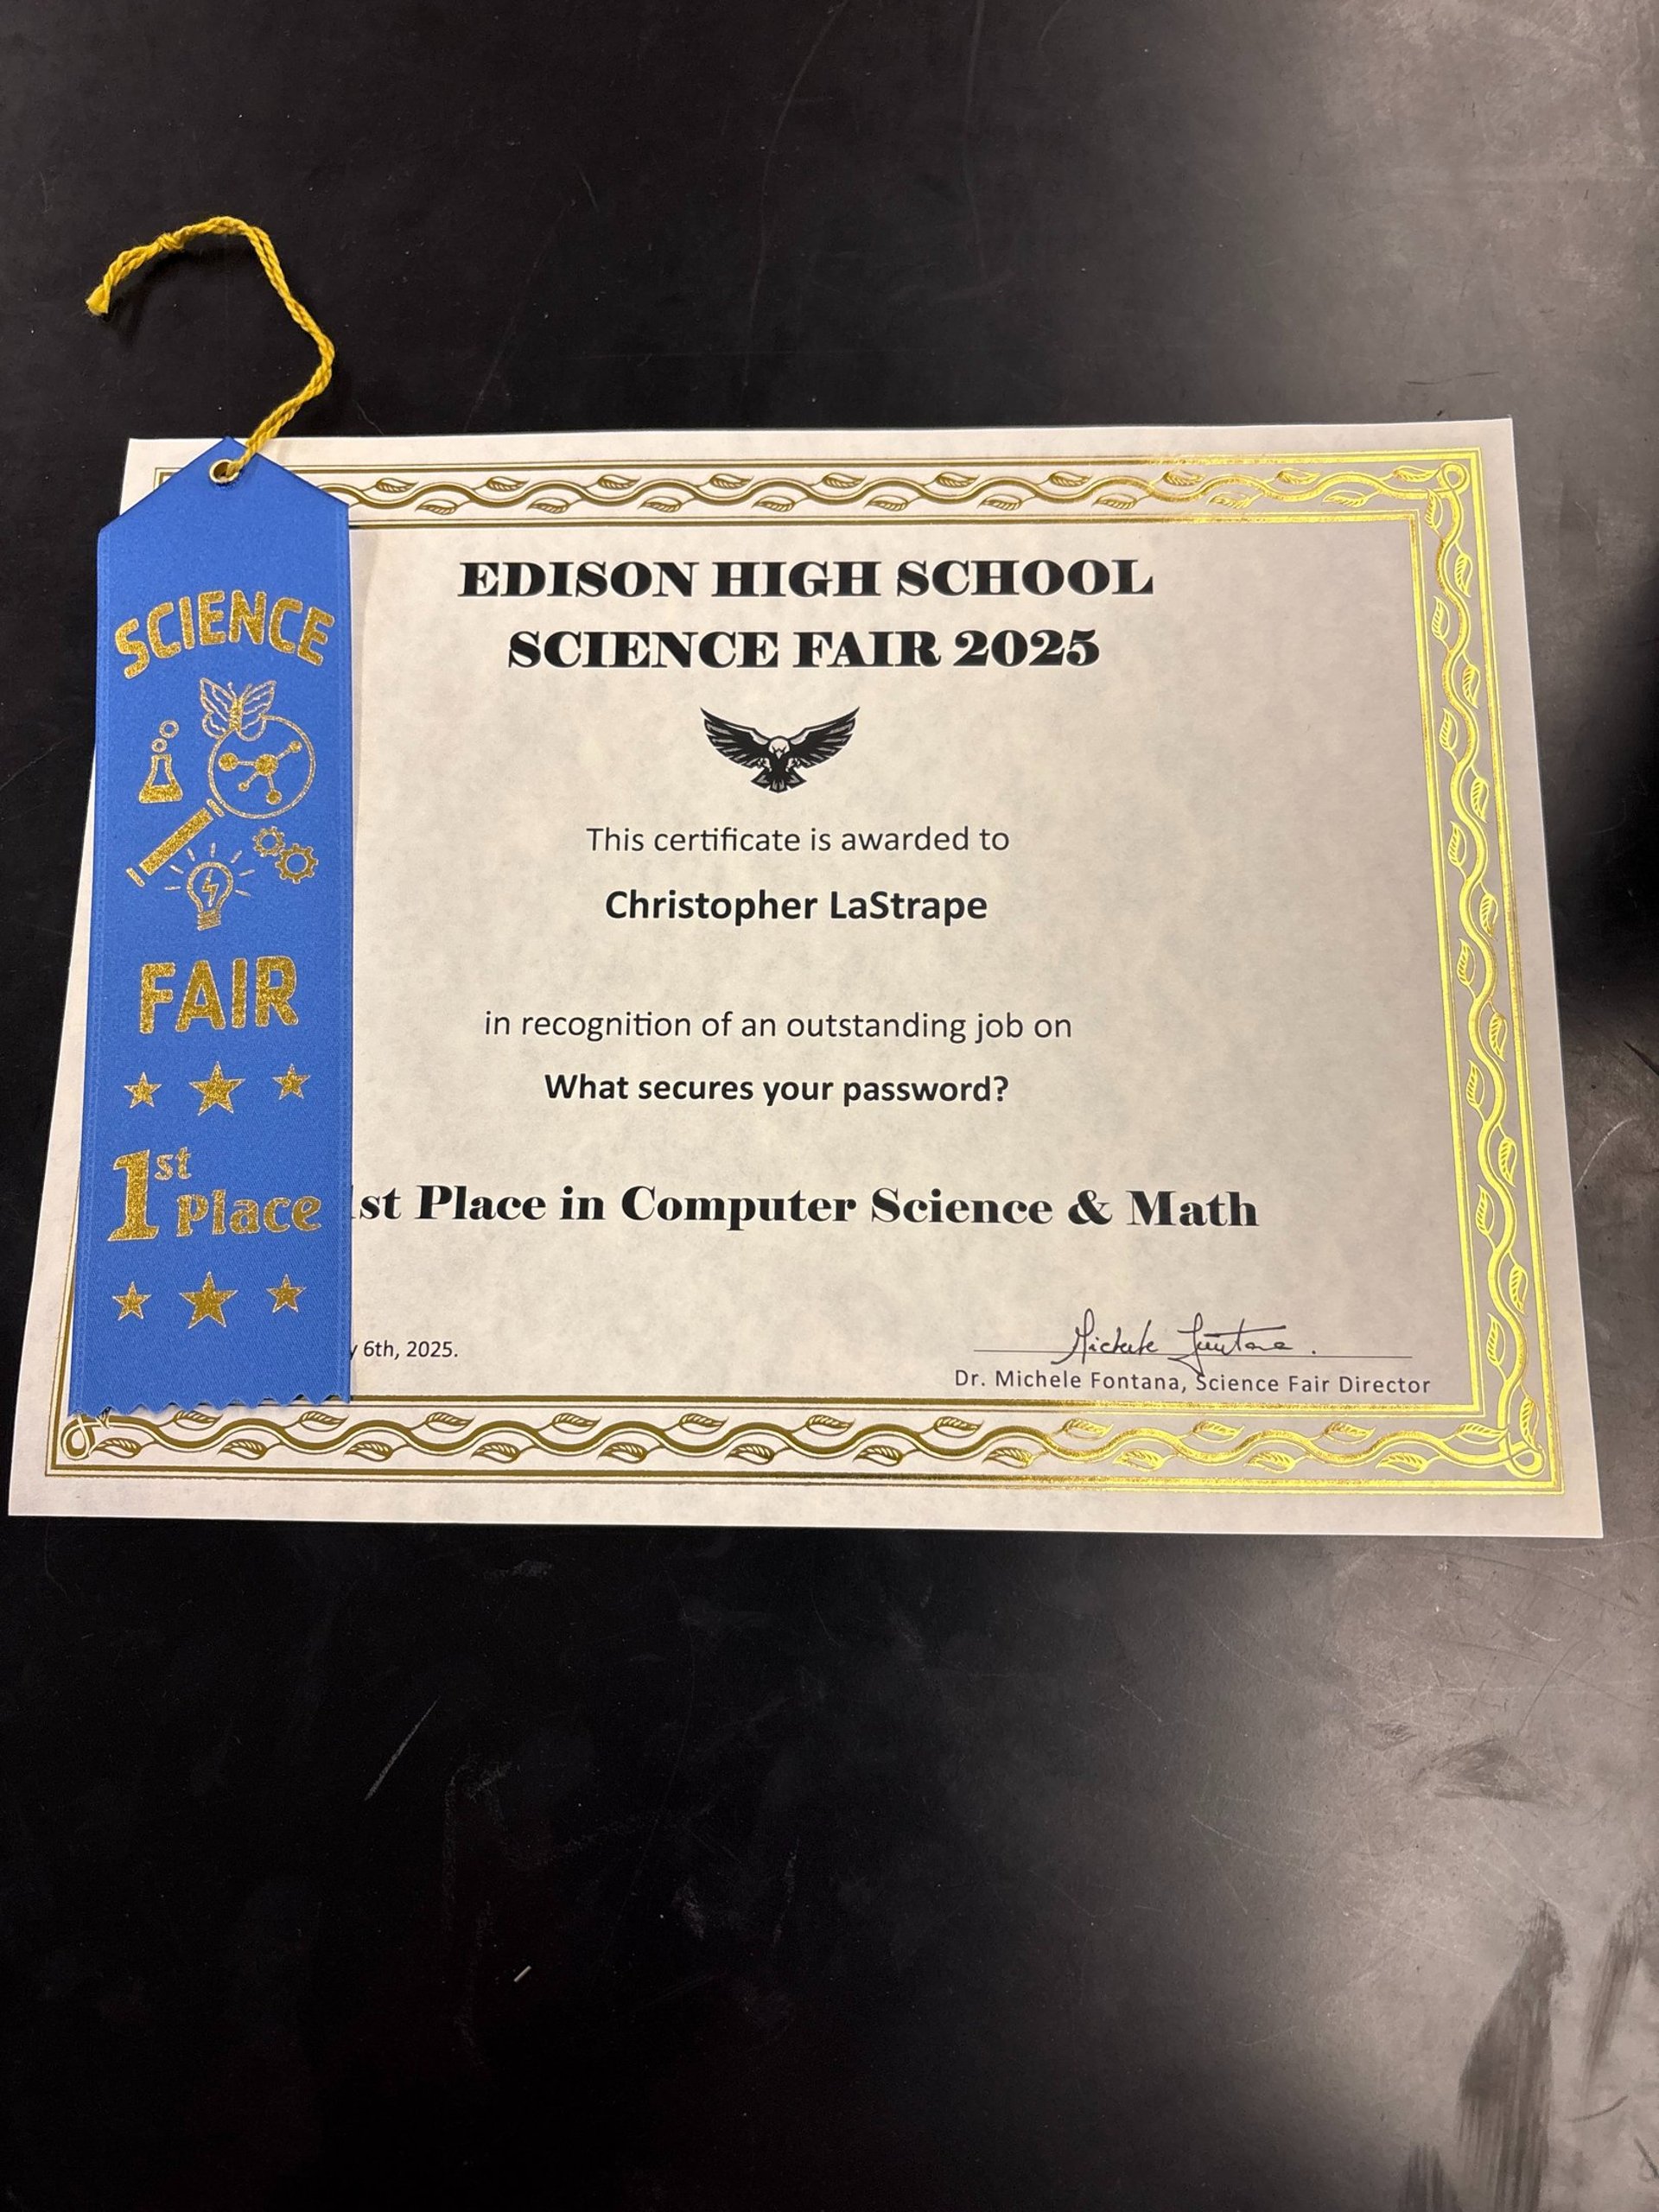 SCIENCE
FAIR
1st Place
EDISON HIGH SCHOOL
SCIENCE FAIR 2025
This certificate is awarded to
Christopher LaStrape
in recognition of an outstanding job on
What secures your password?
st Place in Computer Science & Math
6th, 2025.
Michele Fontana
Dr. Michele Fontana, Science Fair Director